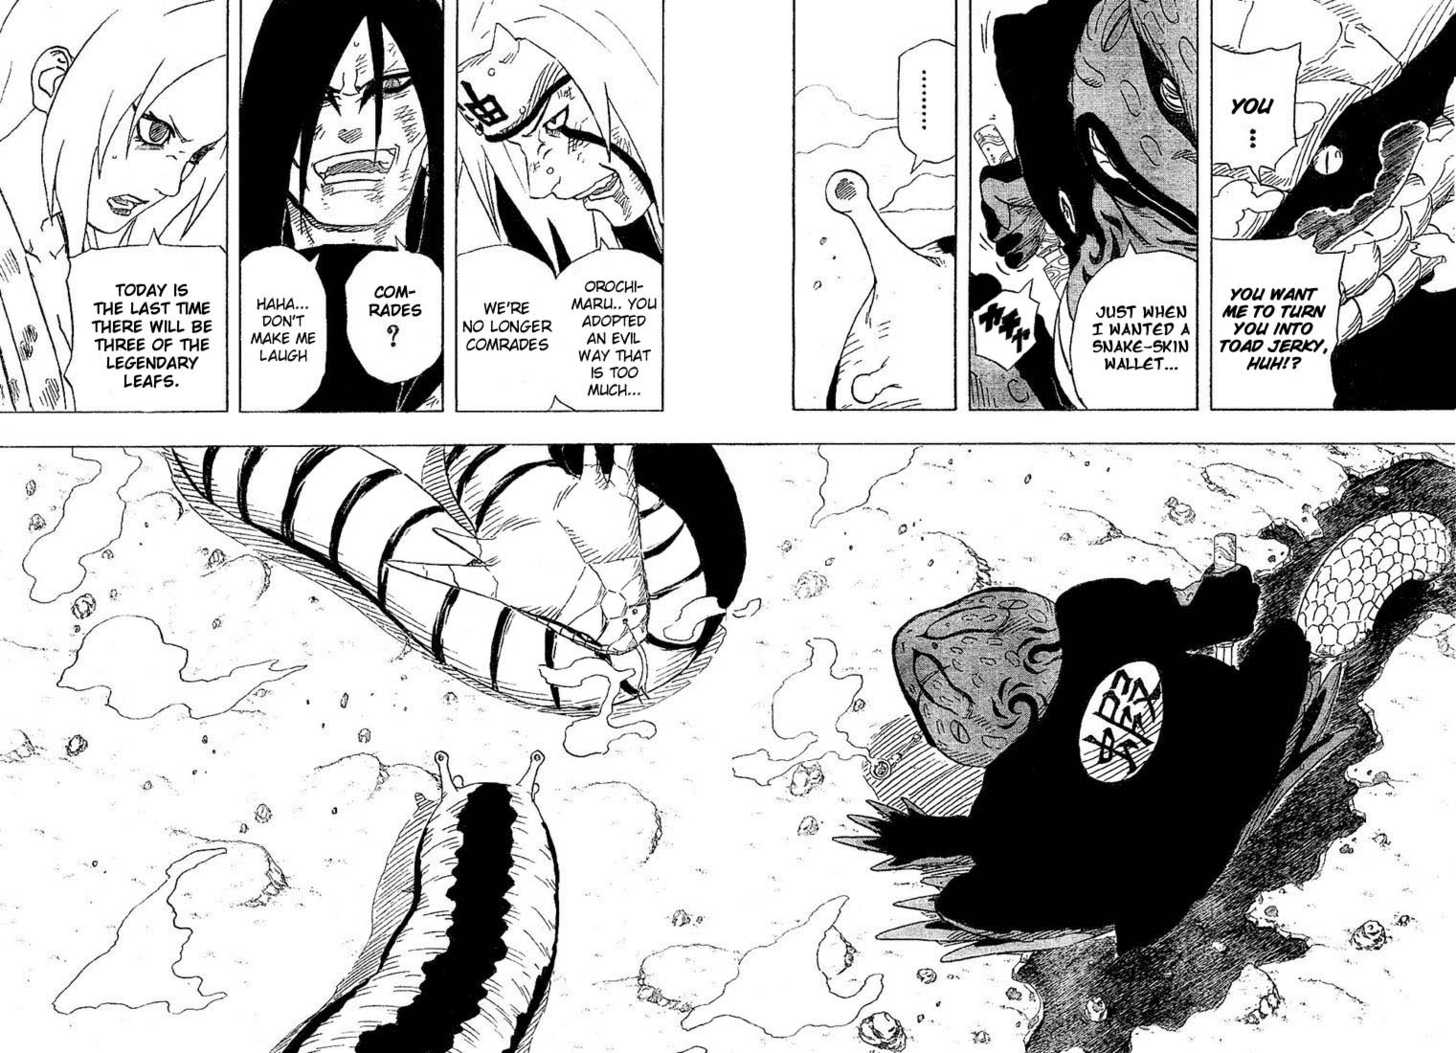 YOU
...
YOU WANT
ME TO TURN
YOU INTO
TOAD JERKY,
HUH!?
JUST WHEN
I WANTED A
SNAKE-SKIN
WALLET...
........
OROCHI-
MARU.. YOU
ADOPTED
AN EVIL
WAY THAT
IS TOO
MUCH...
WE'RE
NO LONGER
COMRADES
油
COM-
RADES
?
HAHA...
DON'T
MAKE ME
LAUGH
TODAY IS
THE LAST TIME
THERE WILL BE
THREE OF THE
LEGENDARY
LEAFS.